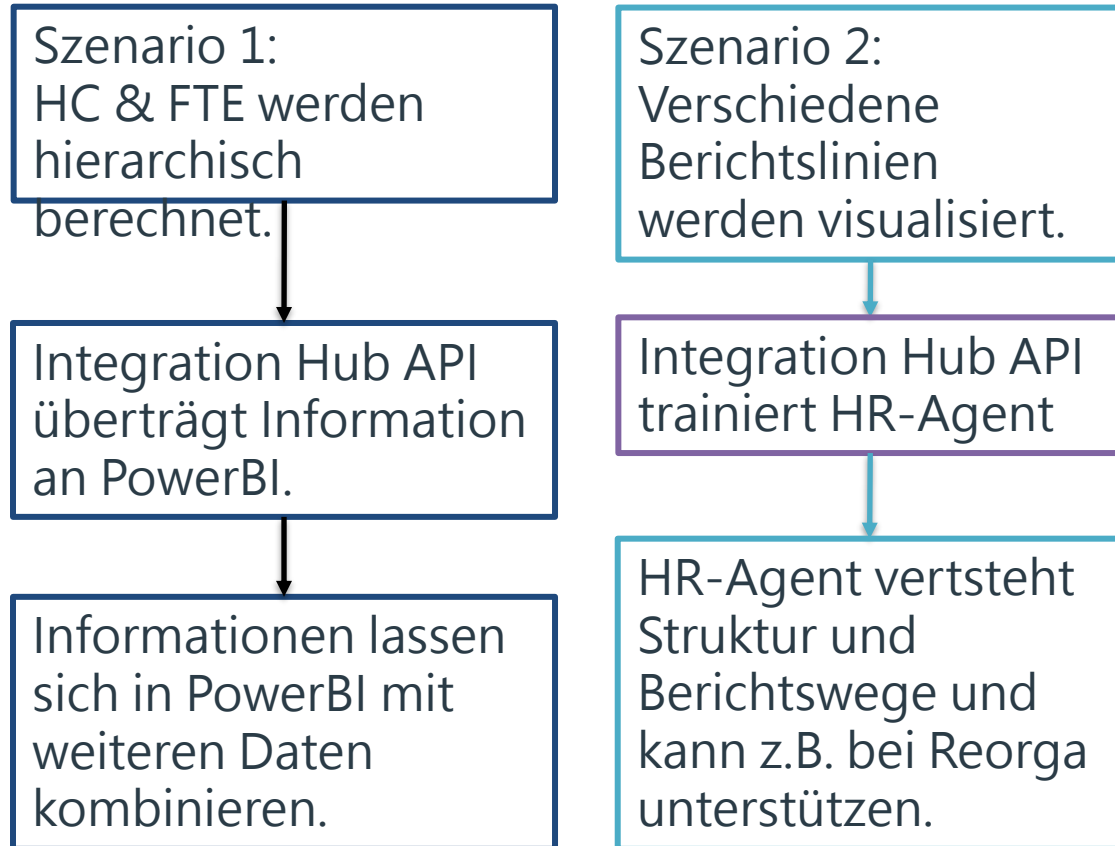 Szenario 1:
HC & FTE werden
hierarchisch
berechnet.
Integration Hub API
überträgt Information
an PowerBI.
Informationen lassen
sich in PowerBI mit
weiteren Daten
kombinieren.
Szenario 2:
Verschiedene
Berichtslinien
werden visualisiert.
Integration Hub API
trainiert HR-Agent
HR-Agent vertsteht
Struktur und
Berichtswege und
kann z.B. bei Reorga
unterstützen.